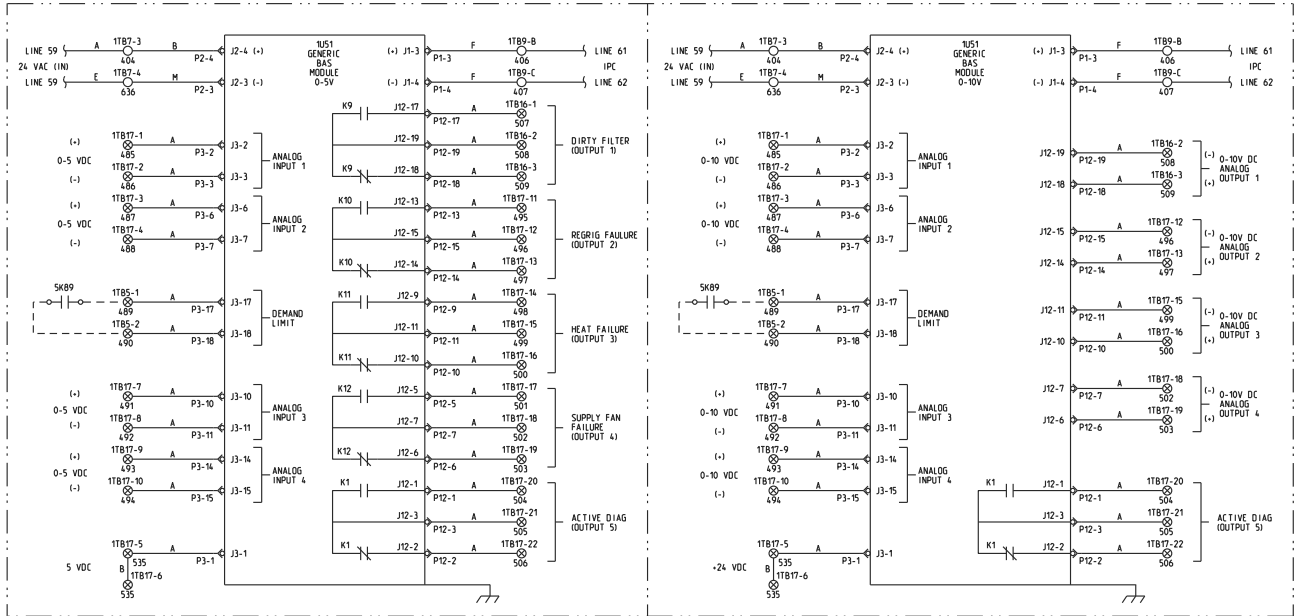 LINE 59 A 1TB7-3 404 B P2-4 J2-4 (+)
24 VAC (IN)
LINE 59 E 1TB7-4 636 M P2-3 J2-3 (-)
1U51
GENERIC
BAS
MODULE
0-5V
(+) J1-3 P1-3 F 1TB9-B 406 LINE 61
IPC
(-) J1-4 P1-4 F 1TB9-C 407 LINE 62
(+) 1TB17-1 485 A P3-2 J3-2
0-5 VDC
(-) 1TB17-2 486 A P3-3 J3-3
ANALOG
INPUT 1
(+) 1TB17-3 487 A P3-6 J3-6
0-5 VDC
(-) 1TB17-4 488 A P3-7 J3-7
ANALOG
INPUT 2
5K89 1TB5-1 489 A P3-17 J3-17
1TB5-2 490 A P3-18 J3-18
DEMAND
LIMIT
(+) 1TB17-7 491 A P3-10 J3-10
0-5 VDC
(-) 1TB17-8 492 A P3-11 J3-11
ANALOG
INPUT 3
(+) 1TB17-9 493 A P3-14 J3-14
0-5 VDC
(-) 1TB17-10 494 A P3-15 J3-15
ANALOG
INPUT 4
5 VDC 1TB17-5 535 A P3-1 J3-1
B 1TB17-6
535
K9 J12-17 P12-17 A 1TB16-1 507
J12-19 P12-19 A 1TB16-2 508
K9 J12-18 P12-18 A 1TB16-3 509
DIRTY FILTER
(OUTPUT 1)
K10 J12-13 P12-13 A 1TB17-11 495
J12-15 P12-15 A 1TB17-12 496
K10 J12-14 P12-14 A 1TB17-13 497
REGRIG FAULURE
(OUTPUT 2)
K11 J12-9 P12-9 A 1TB17-14 498
J12-11 P12-11 A 1TB17-15 499
K11 J12-10 P12-10 A 1TB17-16 500
HEAT FAILURE
(OUTPUT 3)
K12 J12-5 P12-5 A 1TB17-17 501
J12-7 P12-7 A 1TB17-18 502
K12 J12-6 P12-6 A 1TB17-19 503
SUPPLY FAN
FAILURE
(OUTPUT 4)
K1 J12-1 P12-1 A 1TB17-20 504
J12-3 P12-3 A 1TB17-21 505
K1 J12-2 P12-2 A 1TB17-22 506
ACTIVE DIAG
(OUTPUT 5)
LINE 59 A 1TB7-3 404 B P2-4 J2-4 (+)
24 VAC (IN)
LINE 59 E 1TB7-4 636 M P2-3 J2-3 (-)
1U51
GENERIC
BAS
MODULE
0-10V
(+) J1-3 P1-3 F 1TB9-B 406 LINE 61
IPC
(-) J1-4 P1-4 F 1TB9-C 407 LINE 62
(+) 1TB17-1 485 A P3-2 J3-2
0-10 VDC
(-) 1TB17-2 486 A P3-3 J3-3
ANALOG
INPUT 1
(+) 1TB17-3 487 A P3-6 J3-6
0-10 VDC
(-) 1TB17-4 488 A P3-7 J3-7
ANALOG
INPUT 2
5K89 1TB5-1 489 A P3-17 J3-17
1TB5-2 490 A P3-18 J3-18
DEMAND
LIMIT
(+) 1TB17-7 491 A P3-10 J3-10
0-10 VDC
(-) 1TB17-8 492 A P3-11 J3-11
ANALOG
INPUT 3
(+) 1TB17-9 493 A P3-14 J3-14
0-10 VDC
(-) 1TB17-10 494 A P3-15 J3-15
ANALOG
INPUT 4
+24 VDC 1TB17-5 535 A P3-1 J3-1
B 1TB17-6
535
J12-19 P12-19 A 1TB16-2 508 (-)
J12-18 P12-18 A 1TB16-3 509 (+)
0-10V DC
ANALOG
OUTPUT 1
J12-15 P12-15 A 1TB17-12 496 (-)
J12-14 P12-14 A 1TB17-13 497 (+)
0-10V DC
ANALOG
OUTPUT 2
J12-11 P12-11 A 1TB17-15 499 (-)
J12-10 P12-10 A 1TB17-16 500 (+)
0-10V DC
ANALOG
OUTPUT 3
J12-7 P12-7 A 1TB17-18 502 (-)
J12-6 P12-6 A 1TB17-19 503 (+)
0-10V DC
ANALOG
OUTPUT 4
K1 J12-1 P12-1 A 1TB17-20 504
J12-3 P12-3 A 1TB17-21 505
K1 J12-2 P12-2 A 1TB17-22 506
ACTIVE DIAG
(OUTPUT 5)